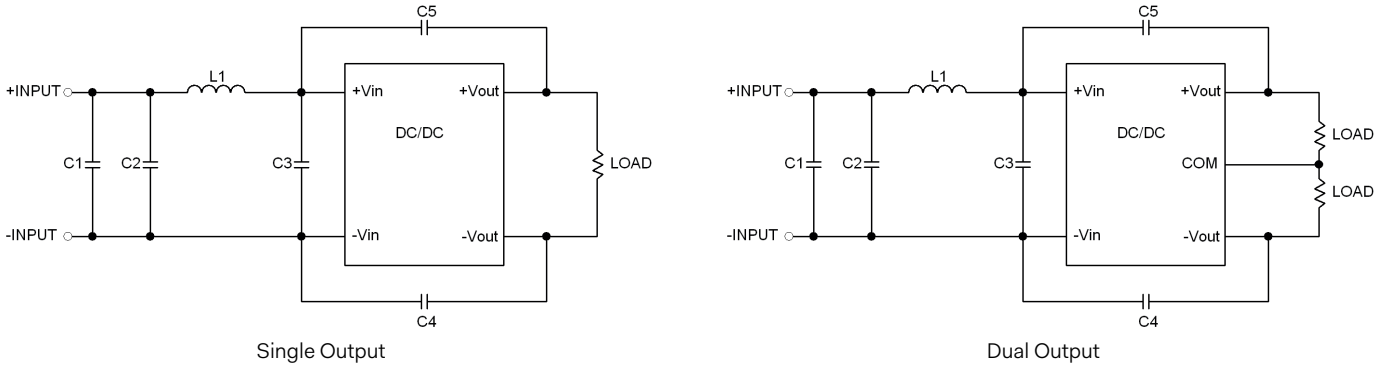 C5
L1
+INPUT
+Vin
+Vout
DC/DC
C1
C2
C3
LOAD
-INPUT
-Vin
-Vout
C4
Single Output
C5
L1
+INPUT
+Vin
+Vout
DC/DC
LOAD
C1
C2
C3
COM
LOAD
-INPUT
-Vin
-Vout
C4
Dual Output